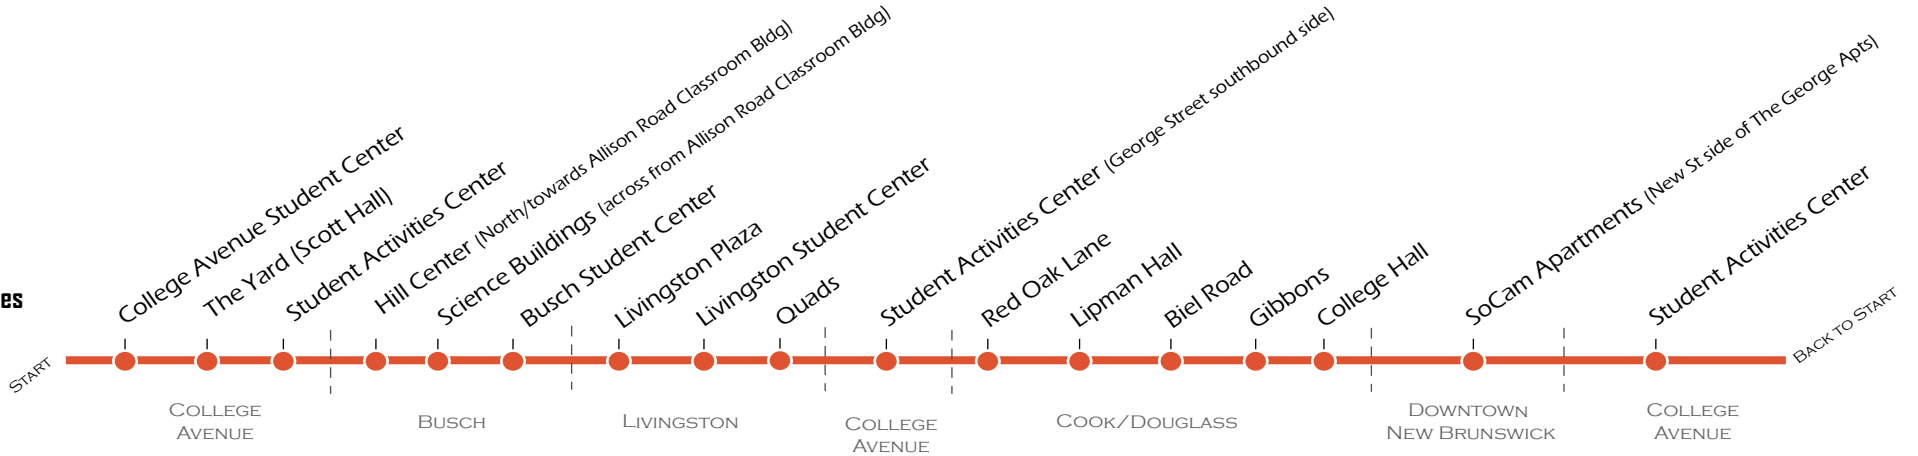 es
START
College Avenue Student Center
The Yard (Scott Hall)
Student Activities Center
Hill Center (North/towards Allison Road Classroom Bldg)
Science Buildings (across from Allison Road Classroom Bldg)
Busch Student Center
Livingston Plaza
Livingston Student Center
Quads
Student Activities Center (George Street southbound side)
Red Oak Lane
Lipman Hall
Biel Road
Gibbons
College Hall
SoCam Apartments (New St side of The George Apts)
Student Activities Center
BACK TO START
COLLEGE
AVENUE
BUSCH
LIVINGSTON
COLLEGE
AVENUE
COOK/DOUGLASS
DOWNTOWN
NEW BRUNSWICK
COLLEGE
AVENUE